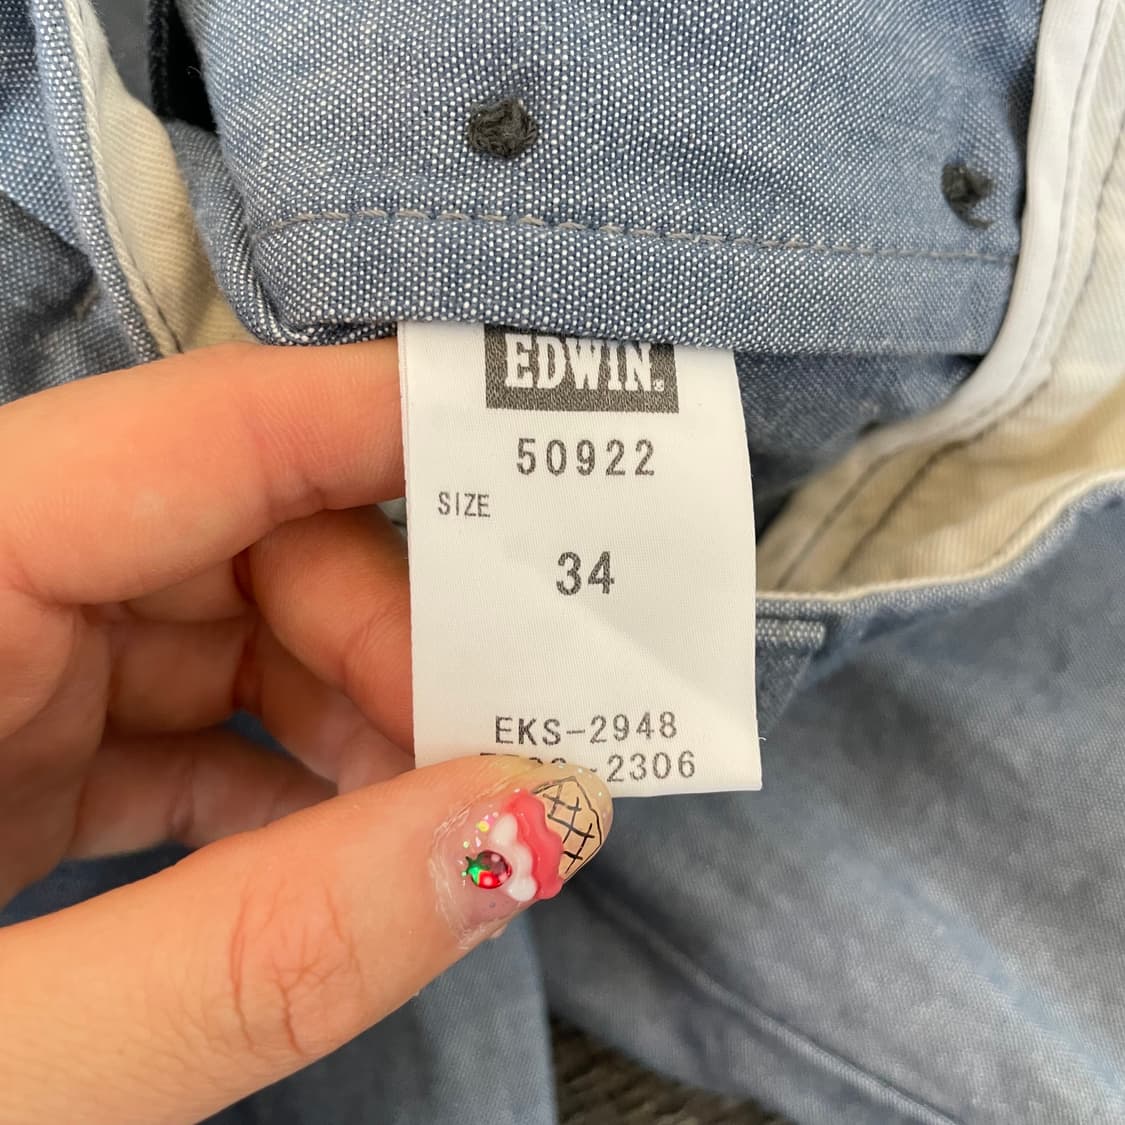 EDWIN.
50922
SIZE
34
EKS-2948
-2306